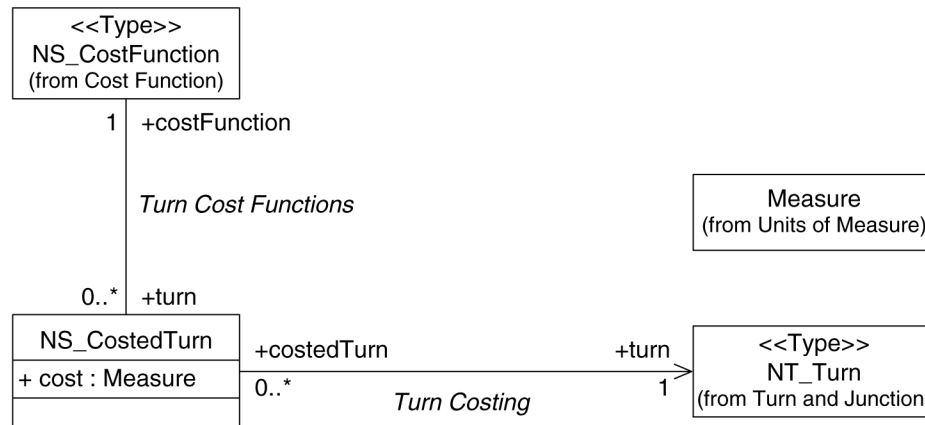 <<Type>>
NS_CostFunction
(from Cost Function)
1 +costFunction
Turn Cost Functions
Measure
(from Units of Measure)
0..* +turn
NS_CostedTurn
+ cost : Measure
+costedTurn
0..*
Turn Costing
+turn
1
<<Type>>
NT_Turn
(from Turn and Junction